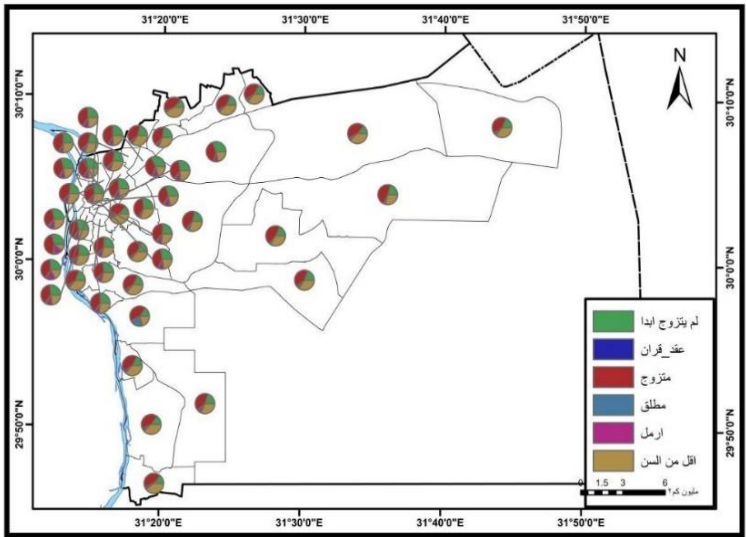 31°20'0"E 31°30'0"E 31°40'0"E 31°50'0"E
N
30°10'0"N 30°10'0"N
30°0'0"N 30°0'0"N
29°50'0"N 29°50'0"N
لم يتزوج ابدا
عقد_قران
متزوج
مطلق
ارمل
اقل من السن
0 1.5 3 6
مليون كم٢
31°20'0"E 31°30'0"E 31°40'0"E 31°50'0"E